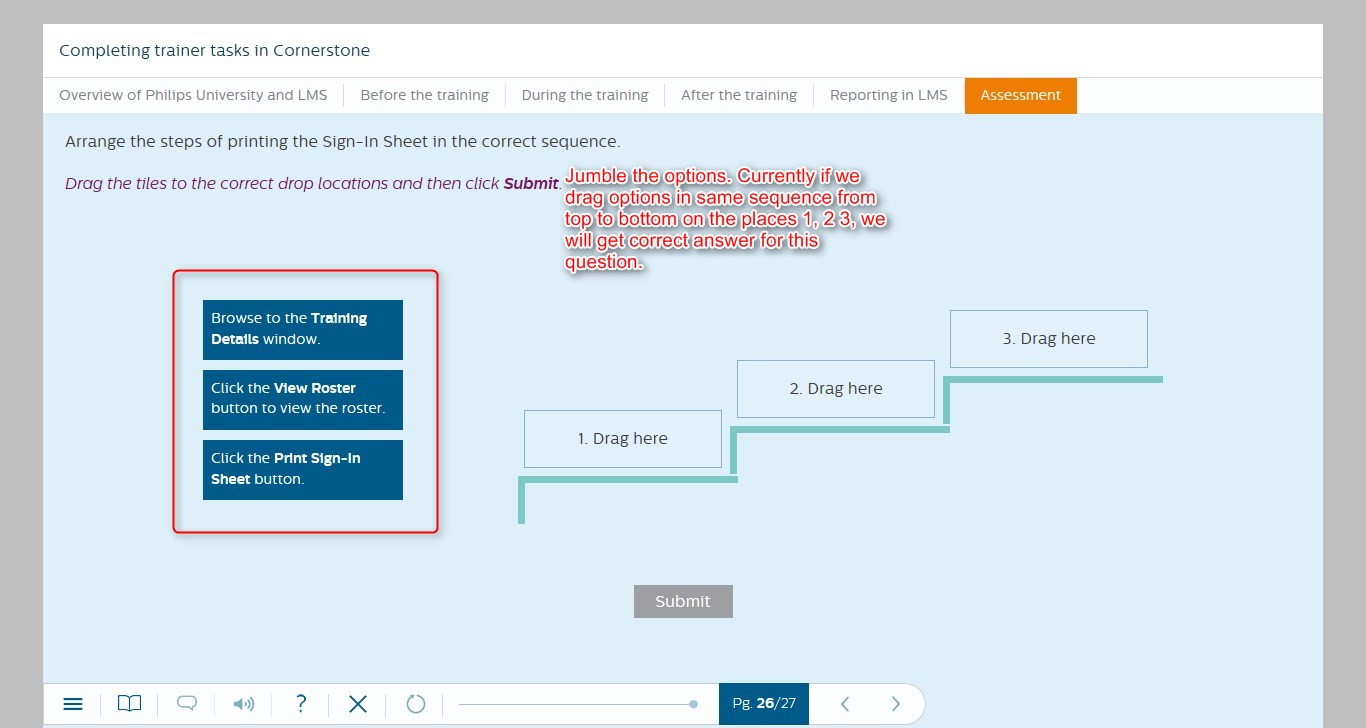 Completing trainer tasks in Cornerstone
Overview of Philips University and LMS
Before the training
During the training
After the training
Reporting in LMS
Assessment
Arrange the steps of printing the Sign-In Sheet in the correct sequence.
Drag the tiles to the correct drop locations and then click Submit.
Jumble the options. Currently if we
drag options in same sequence from
top to bottom on the places 1, 2 3, we
will get correct answer for this
question.
Browse to the Training
Details window.
Click the View Roster
button to view the roster.
Click the Print Sign-In
Sheet button.
1. Drag here
2. Drag here
3. Drag here
Submit
?
Pg. 26/27